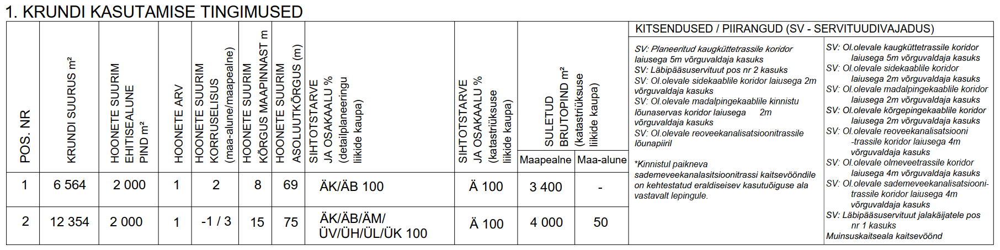 1. KRUNDI KASUTAMISE TINGIMUSED
POS. NR
KRUNDI SUURUS m²
HOONETE SUURIM
EHITISEALUNE
PIND m²
HOONETE ARV
HOONETE SUURIM
KORRUSELISUS
(maa-alune/maapealne)
HOONETE SUURIM
KÕRGUS MAAPINNAST m
HOONETE SUURIM
ASOLUUTKÕRGUS (m)
SIHTOTSTARVE
JA OSAKAALU %
(detailplaneeringu
liikide kaupa)
SIHTOTSTARVE
JA OSAKAALU %
(katastriüksuse
liikide kaupa)
SULETUD
BRUTOPIND m²
(katastriüksuse
liikide kaupa)
Maapealne
Maa-alune
KITSENDUSED / PIIRANGUD (SV - SERVITUUDIVAJADUS)
1
6 564
2 000
1
2
8
69
ÄK/ÄB 100
Ä 100
3 400
-
2
12 354
2 000
1
-1 / 3
15
75
ÄK/ÄB/ÄM/
ÜV/ÜH/ÜL/ÜK 100
Ä 100
4 000
50
SV: Planeeritud kaugküttetrassile koridor
laiusega 5m võrguvaldaja kasuks
SV: Läbipääsuservituut pos nr 2 kasuks
SV: Ol.olevale sidekaablile koridor laiusega 2m
võrguvaldaja kasuks
SV: Ol.olevale madalpingekaablile kinnistu
lõunaservas koridor laiusega 2m
võrguvaldaja kasuks
SV: Ol.olevale reoveekanalisatsioonitrassile
lõunapiiril
*Kinnistul paikneva
sademeveekanalasitsioonitrassi kaitsevööndile
on kehtestatud eraldiseisev kasutuõiguse ala
vastavalt lepingule.
SV: Ol.olevale kaugküttetrassile koridor
laiusega 5m võrguvaldaja kasuks
SV: Ol.olevale sidekaablile koridor
laiusega 2m võrguvaldaja kasuks
SV: Ol.olevale madalpingekaablile koridor
laiusega 2m võrguvaldaja kasuks
SV: Ol.olevale kõrgepingekaablile koridor
laiusega 2m võrguvaldaja kasuks
SV: Ol.olevale reoveekanalisatsiooni
-trassile koridor laiusega 4m
võrguvaldaja kasuks
SV: Ol.olevale olmeveetrassile koridor
laiusega 4m võrguvaldaja kasuks
SV: Ol.olevale sademeveekanalisatsiooni-
trassile koridor laiusega 4m
võrguvaldaja kasuks
SV: Läbipääsuservituut jalakäijatele pos
nr 1 kasuks
Muinsuskaitseala kaitsevöönd